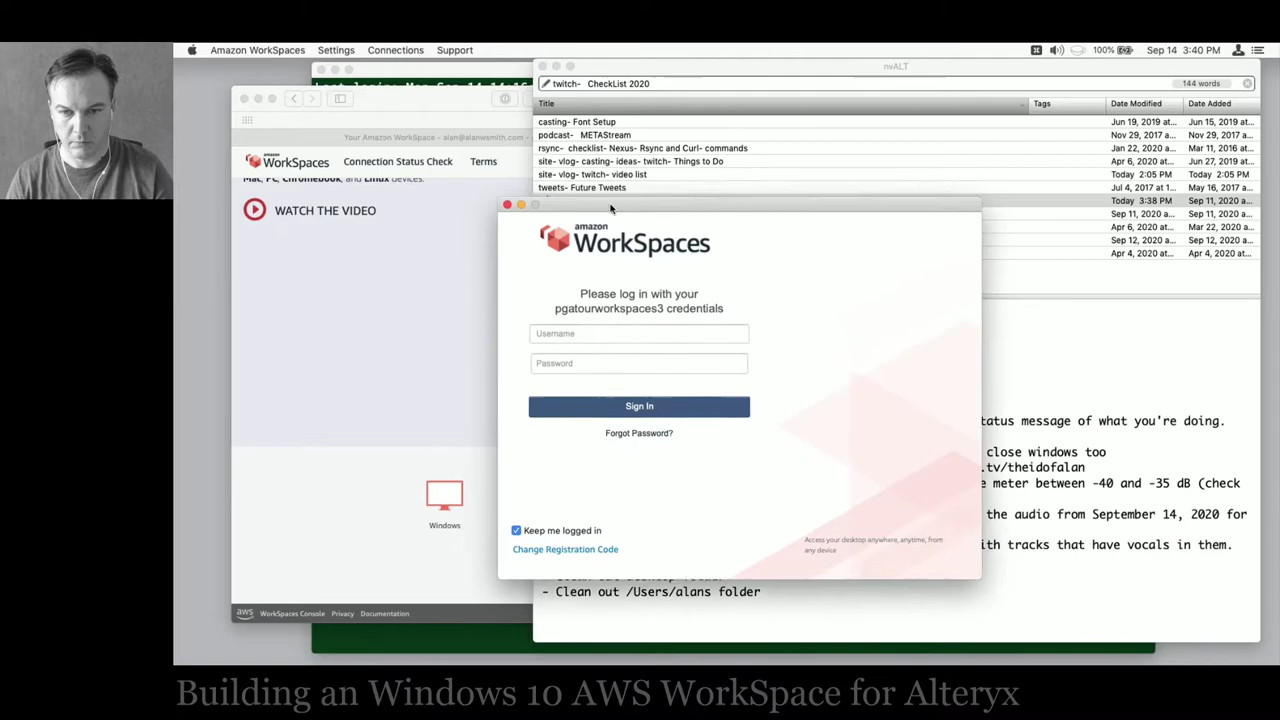 Amazon WorkSpaces Settings Connections Support 100% Sep 14 3:40 PM
nvALT
twitch- CheckList 2020 144 words
Title Tags Date Modified Date Added
casting- Font Setup Jun 19, 2019 at... Jun 15, 2019 at...
podcast- METAStream Nov 29, 2017 a... Nov 29, 2017 a...
rsync- checklist- Nexus- Rsync and Curl- commands Jan 22, 2020 a... Mar 11, 2016 at...
site- vlog- casting- ideas- twitch- Things to Do Apr 6, 2020 at... Jun 27, 2019 at...
site- vlog- twitch- video list Today 2:05 PM Today 2:05 PM
tweets- Future Tweets Jul 4, 2017 at 1... May 16, 2017 a...
Today 3:38 PM Sep 11, 2020 a...
Sep 11, 2020 a... Sep 11, 2020 a...
Apr 6, 2020 at... Mar 22, 2020 a...
Sep 12, 2020 a... Sep 12, 2020 a...
Apr 4, 2020 at... Apr 4, 2020 at...
Your Amazon WorkSpace - alan@alanwsmith.com -
amazon
WorkSpaces Connection Status Check Terms
Mac, PC, Chromebook, and Linux devices.
WATCH THE VIDEO
Windows
aws WorkSpaces Console Privacy Documentation
amazon
WorkSpaces
Please log in with your
pgatourworkspaces3 credentials
Username
Password
Sign In
Forgot Password?
Keep me logged in
Change Registration Code
Access your desktop anywhere, anytime, from
any device
tatus message of what you're doing.
close windows too
.tv/theidofalan
e meter between -40 and -35 dB (check
the audio from September 14, 2020 for
ith tracks that have vocals in them.
- Clean out /Users/alans folder
Building an Windows 10 AWS WorkSpace for Alteryx